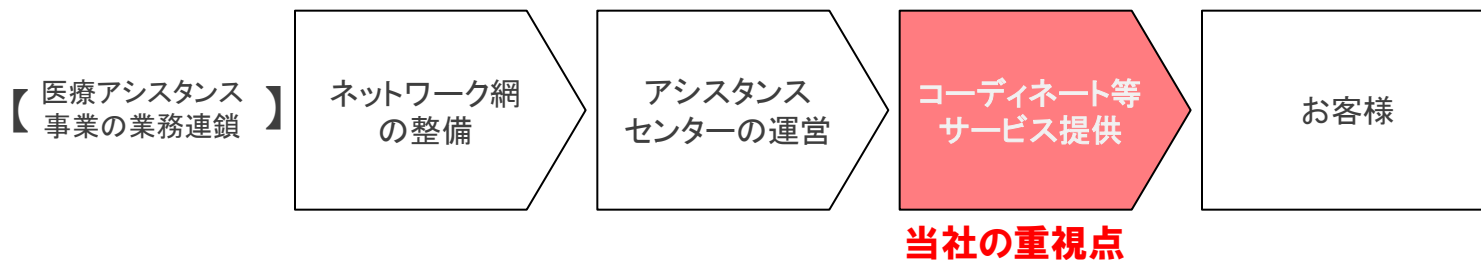 【 医療アシスタンス
事業の業務連鎖 】
ネットワーク網
の整備
アシスタンス
センターの運営
コーディネート等
サービス提供
お客様
当社の重視点